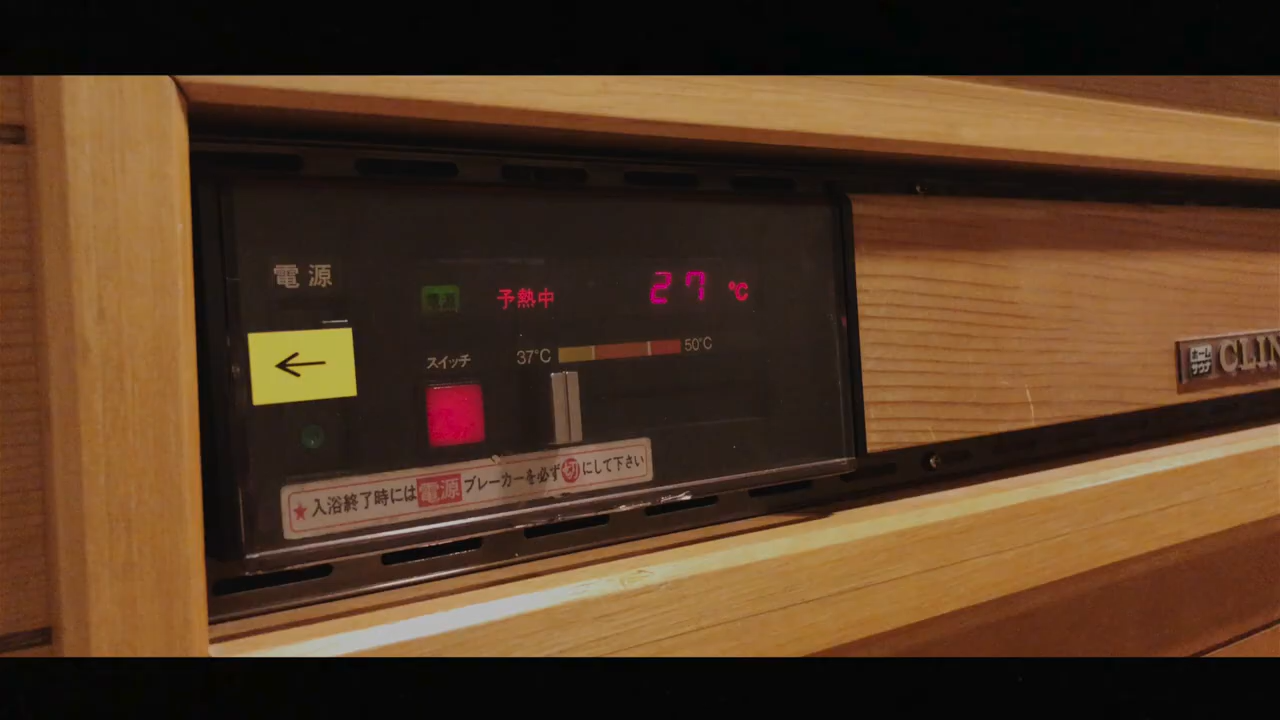 電源
電源 予熱中 27 ℃
スイッチ 37℃ 50℃
←
★入浴終了時には電源ブレーカーを必ず切にして下さい
ホームサウナ
CLIN